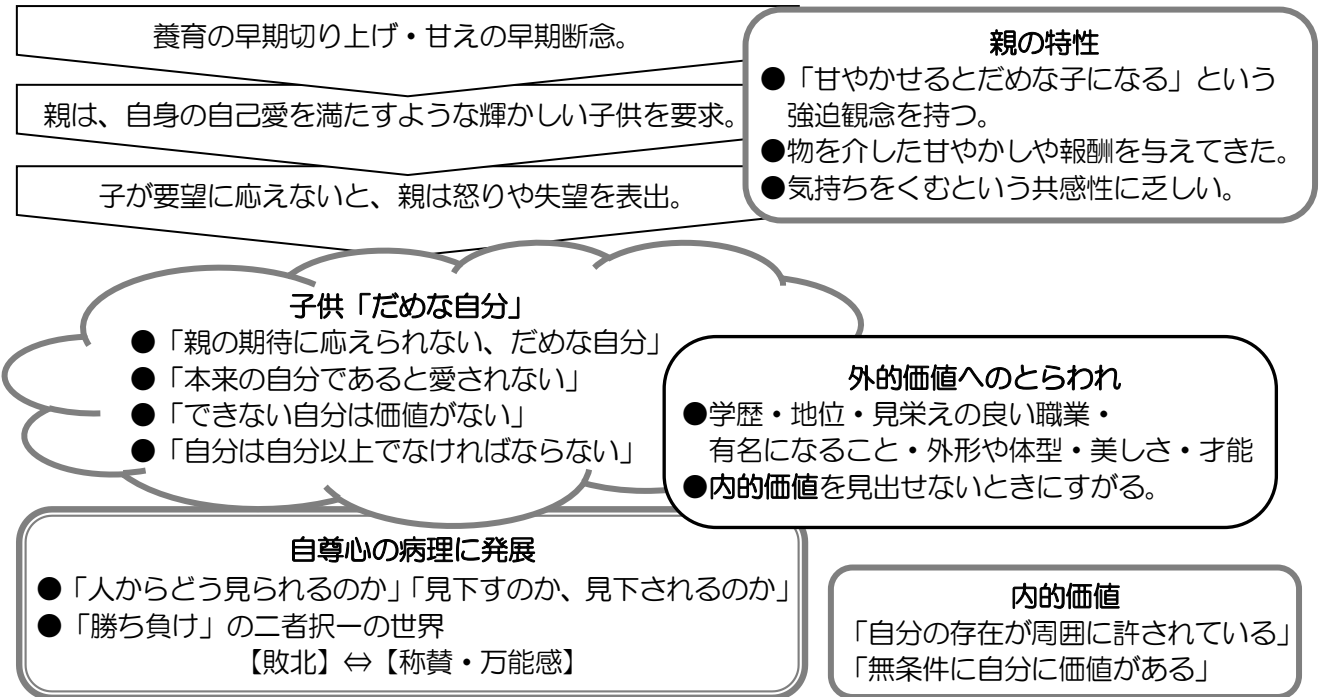 養育の早期切り上げ・甘えの早期断念。
親は、自身の自己愛を満たすような輝かしい子供を要求。
子が要望に応えないと、親は怒りや失望を表出。
親の特性
●「甘やかせるとだめな子になる」という
強迫観念を持つ。
●物を介した甘やかしや報酬を与えてきた。
●気持ちをくむという共感性に乏しい。
子供「だめな自分」
●「親の期待に応えられない、だめな自分」
●「本来の自分であると愛されない」
●「できない自分は価値がない」
●「自分は自分以上でなければならない」
外的価値へのとらわれ
●学歴・地位・見栄えの良い職業・
有名になること・外形や体型・美しさ・才能
●内的価値を見出せないときにすがる。
自尊心の病理に発展
●「人からどう見られるのか」「見下すのか、見下されるのか」
●「勝ち負け」の二者択一の世界
【敗北】⇔【称賛・万能感】
内的価値
「自分の存在が周囲に許されている」
「無条件に自分に価値がある」